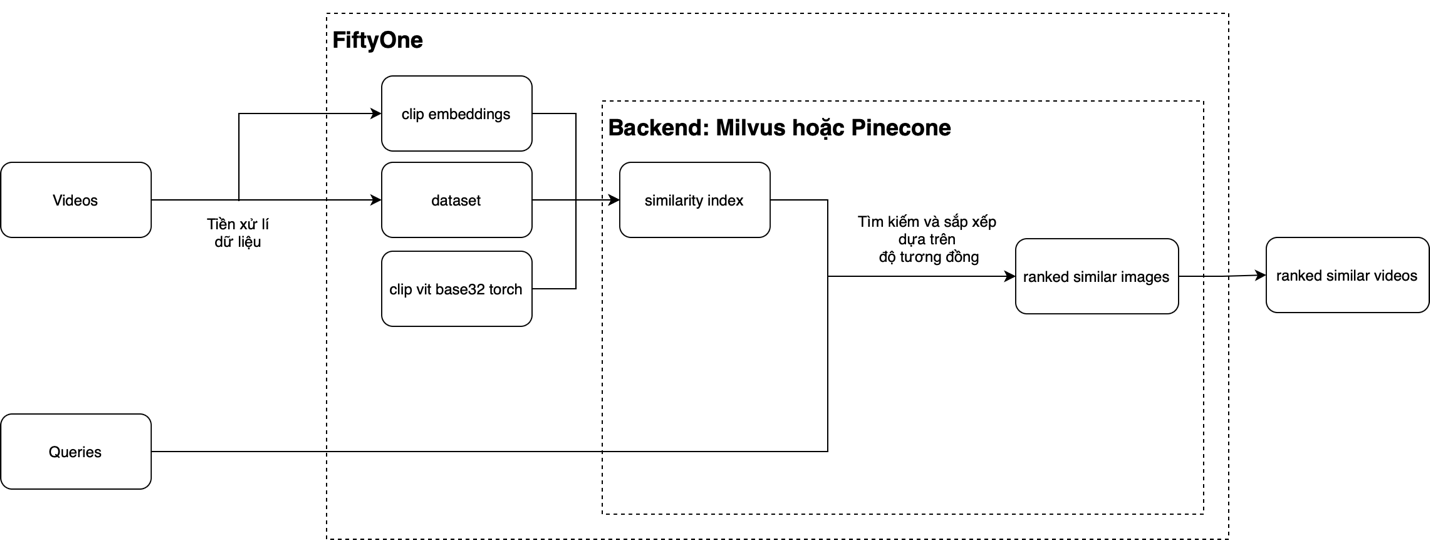 FiftyOne
clip embeddings
Backend: Milvus hoặc Pinecone
Videos
Tiền xử lí
dữ liệu
dataset
similarity index
clip vit base32 torch
Tìm kiếm và sắp xếp
dựa trên
độ tương đồng
ranked similar images
ranked similar videos
Queries